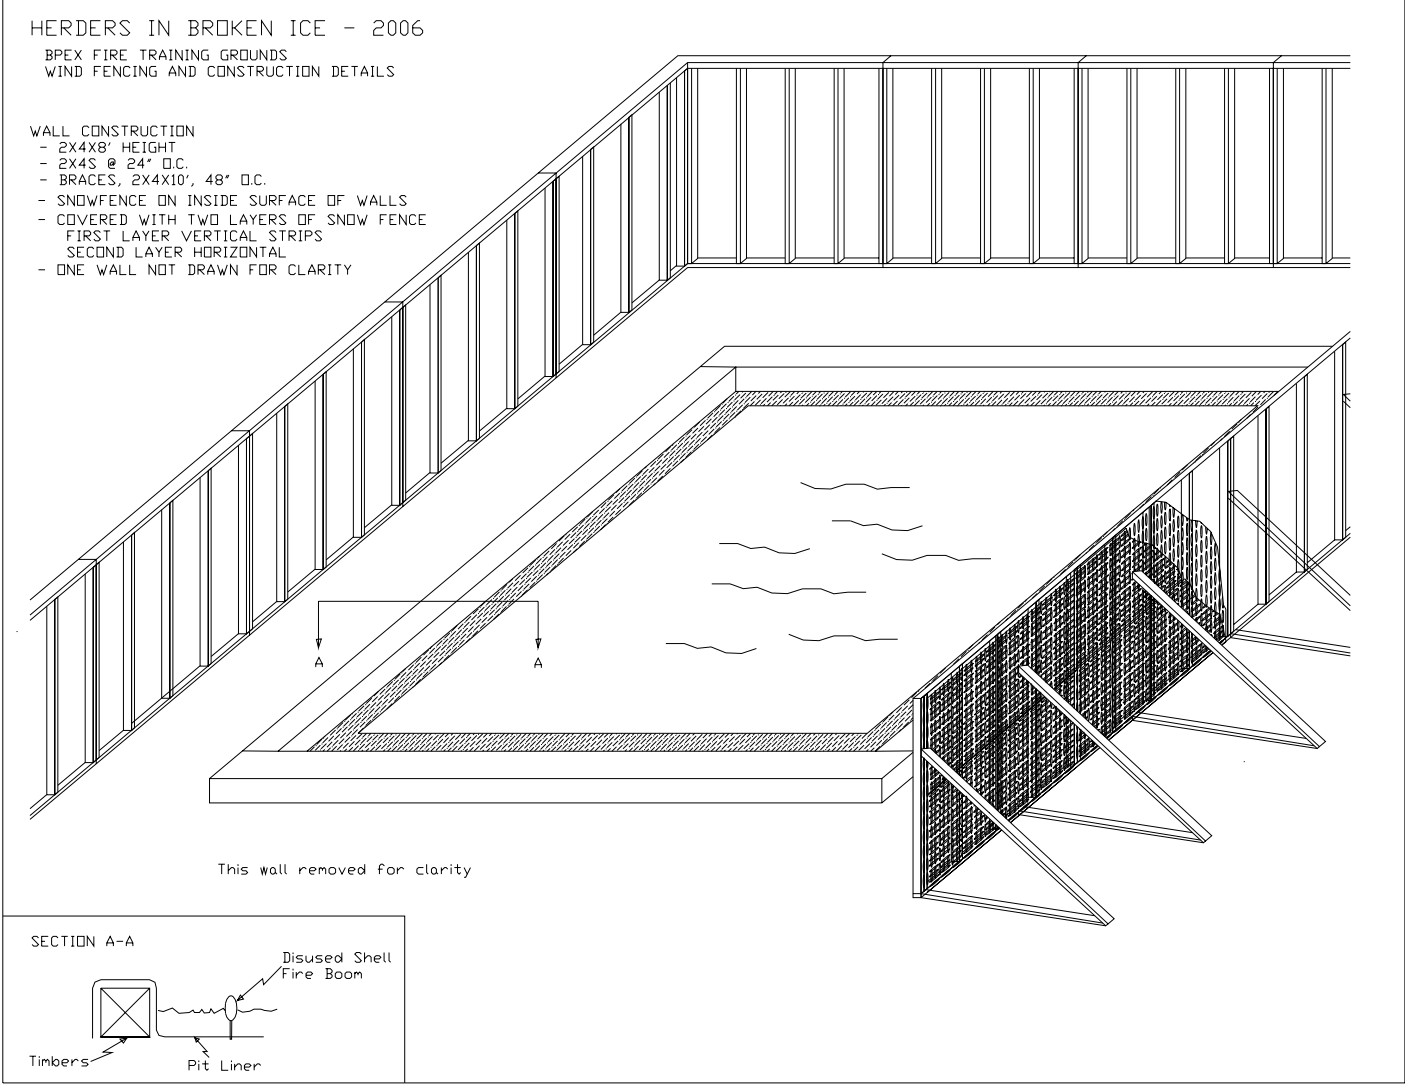 HERDERS IN BROKEN ICE - 2006
BPEX FIRE TRAINING GROUNDS
WIND FENCING AND CONSTRUCTION DETAILS
WALL CONSTRUCTION
- 2X4X8' HEIGHT
- 2X4S @ 24" O.C.
- BRACES, 2X4X10', 48" O.C.
- SNOWFENCE ON INSIDE SURFACE OF WALLS
- COVERED WITH TWO LAYERS OF SNOW FENCE
FIRST LAYER VERTICAL STRIPS
SECOND LAYER HORIZONTAL
- ONE WALL NOT DRAWN FOR CLARITY
A A
This wall removed for clarity
SECTION A-A
Disused Shell
Fire Boom
Timbers
Pit Liner